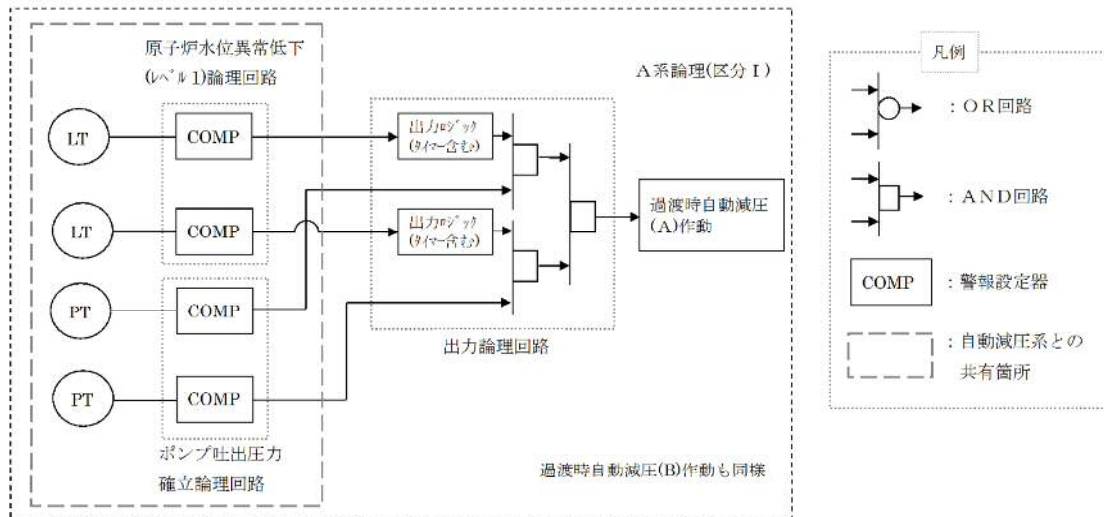 原子炉水位異常低下
(ﾚﾍﾞﾙ1)論理回路
A系論理(区分Ⅰ)
LT
COMP
出力ﾛｼﾞｯｸ
(ﾀｲﾏｰ含む)
LT
COMP
出力ﾛｼﾞｯｸ
(ﾀｲﾏｰ含む)
過渡時自動減圧
(A)作動
PT
COMP
出力論理回路
PT
COMP
ポンプ吐出圧力
確立論理回路
過渡時自動減圧(B)作動も同様
凡例
：OR回路
：AND回路
COMP
：警報設定器
：自動減圧系との
共有箇所